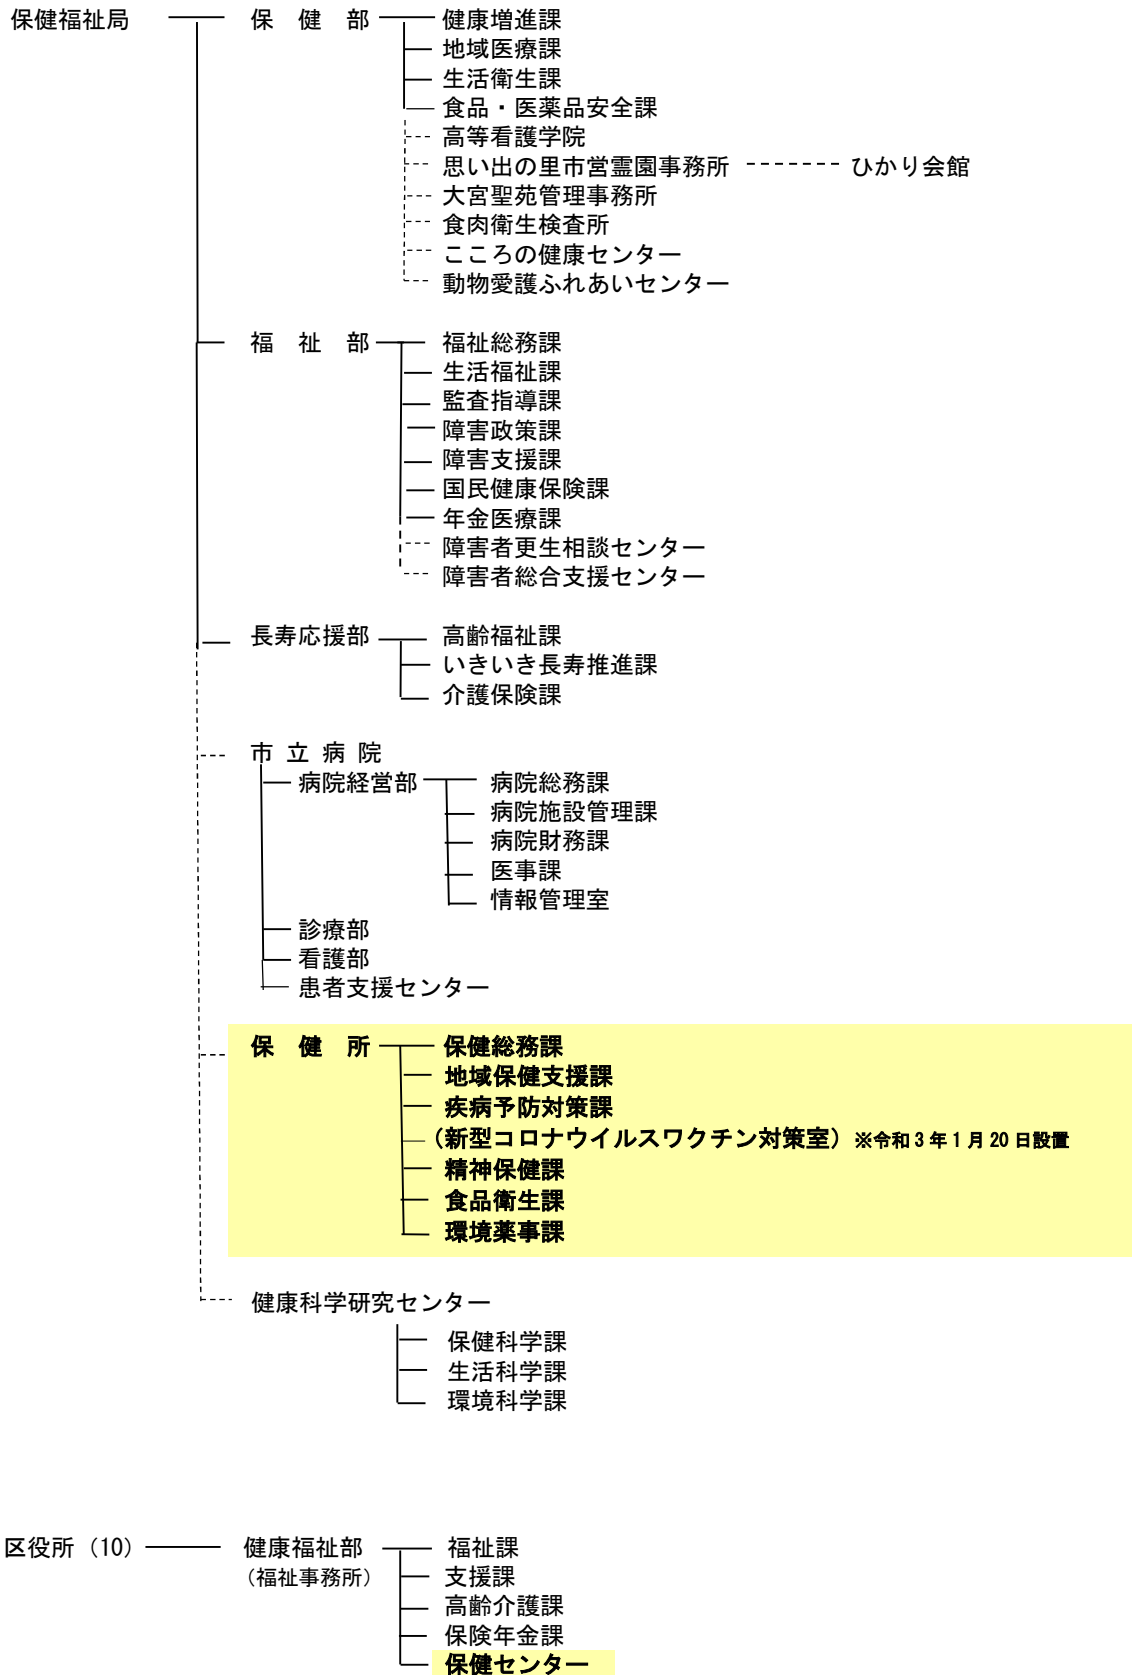 保健福祉局 保　健　部 健康増進課
地域医療課
生活衛生課
食品・医薬品安全課
高等看護学院
思い出の里市営霊園事務所 ひかり会館
大宮聖苑管理事務所
食肉衛生検査所
こころの健康センター
動物愛護ふれあいセンター
福　祉　部 福祉総務課
生活福祉課
監査指導課
障害政策課
障害支援課
国民健康保険課
年金医療課
障害者更生相談センター
障害者総合支援センター
長寿応援部 高齢福祉課
いきいき長寿推進課
介護保険課
市 立 病 院
病院経営部 病院総務課
病院施設管理課
病院財務課
医事課
情報管理室
診療部
看護部
患者支援センター
保　健　所 保健総務課
地域保健支援課
疾病予防対策課
（新型コロナウイルスワクチン対策室）※令和３年１月20日設置
精神保健課
食品衛生課
環境薬事課
健康科学研究センター
保健科学課
生活科学課
環境科学課
区役所（10） 健康福祉部 福祉課
（福祉事務所） 支援課
高齢介護課
保険年金課
保健センター